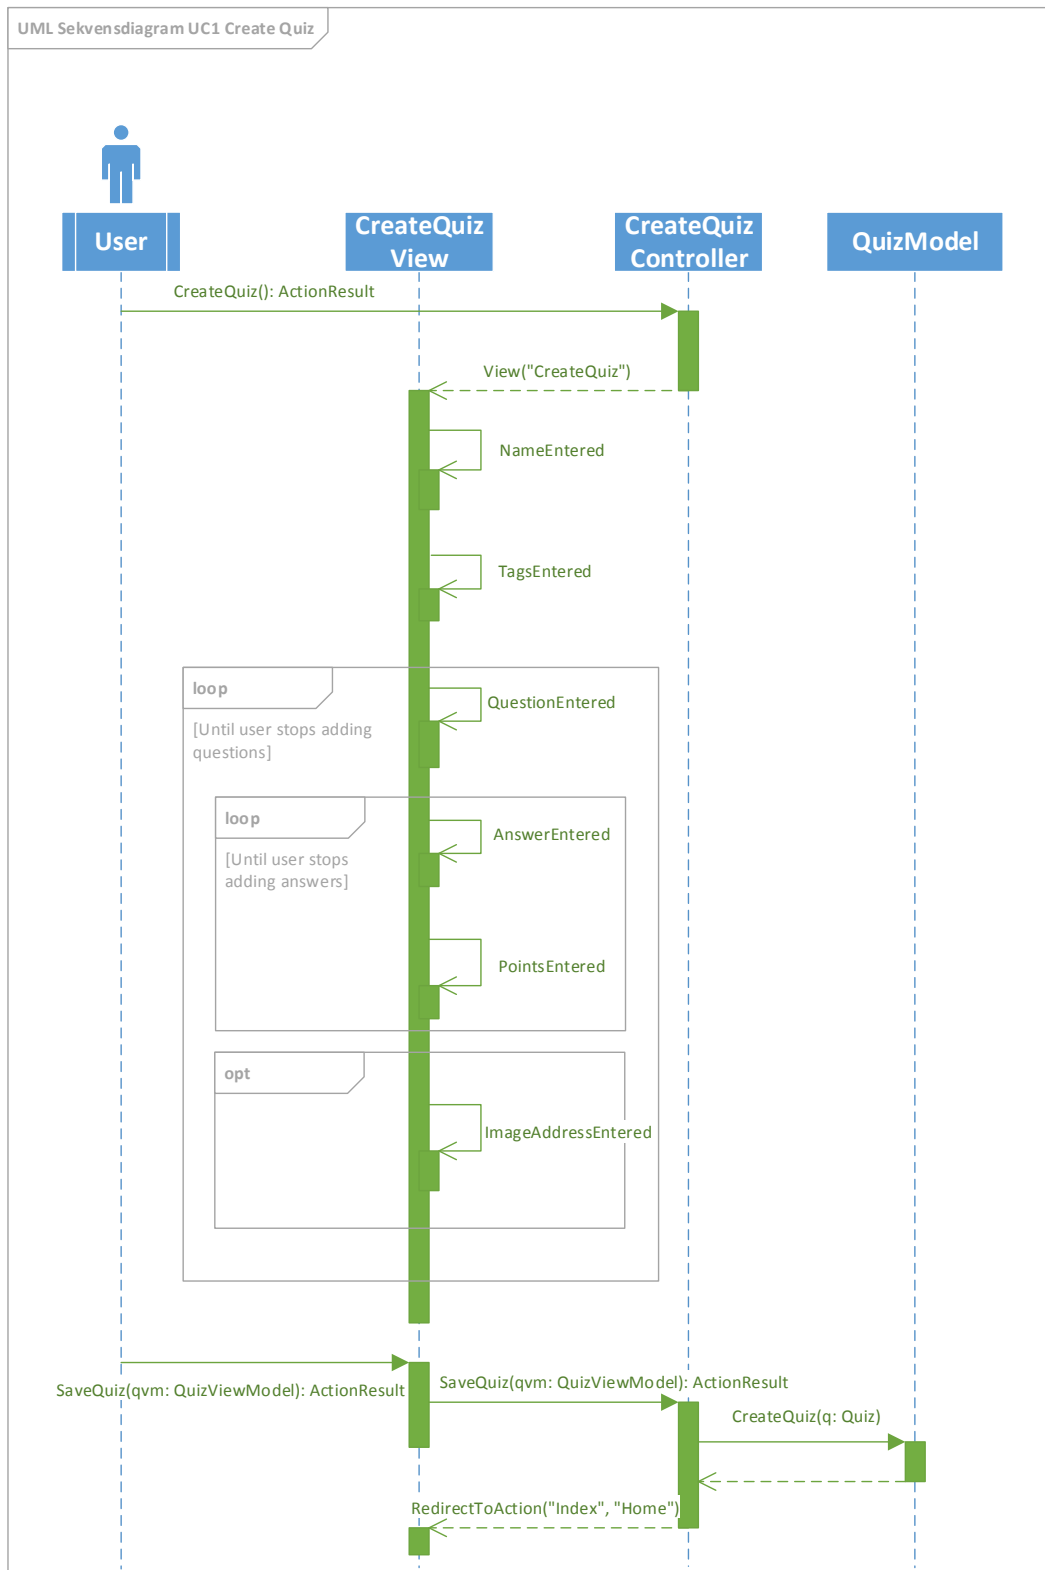 UML Sekvensdiagram UC1 Create Quiz
User
CreateQuiz
View
CreateQuiz
Controller
QuizModel
CreateQuiz(): ActionResult
View("CreateQuiz")
NameEntered
TagsEntered
loop
[Until user stops adding
questions]
QuestionEntered
loop
[Until user stops
adding answers]
AnswerEntered
PointsEntered
opt
ImageAddressEntered
SaveQuiz(qvm: QuizViewModel): ActionResult
SaveQuiz(qvm: QuizViewModel): ActionResult
CreateQuiz(q: Quiz)
RedirectToAction("Index", "Home")